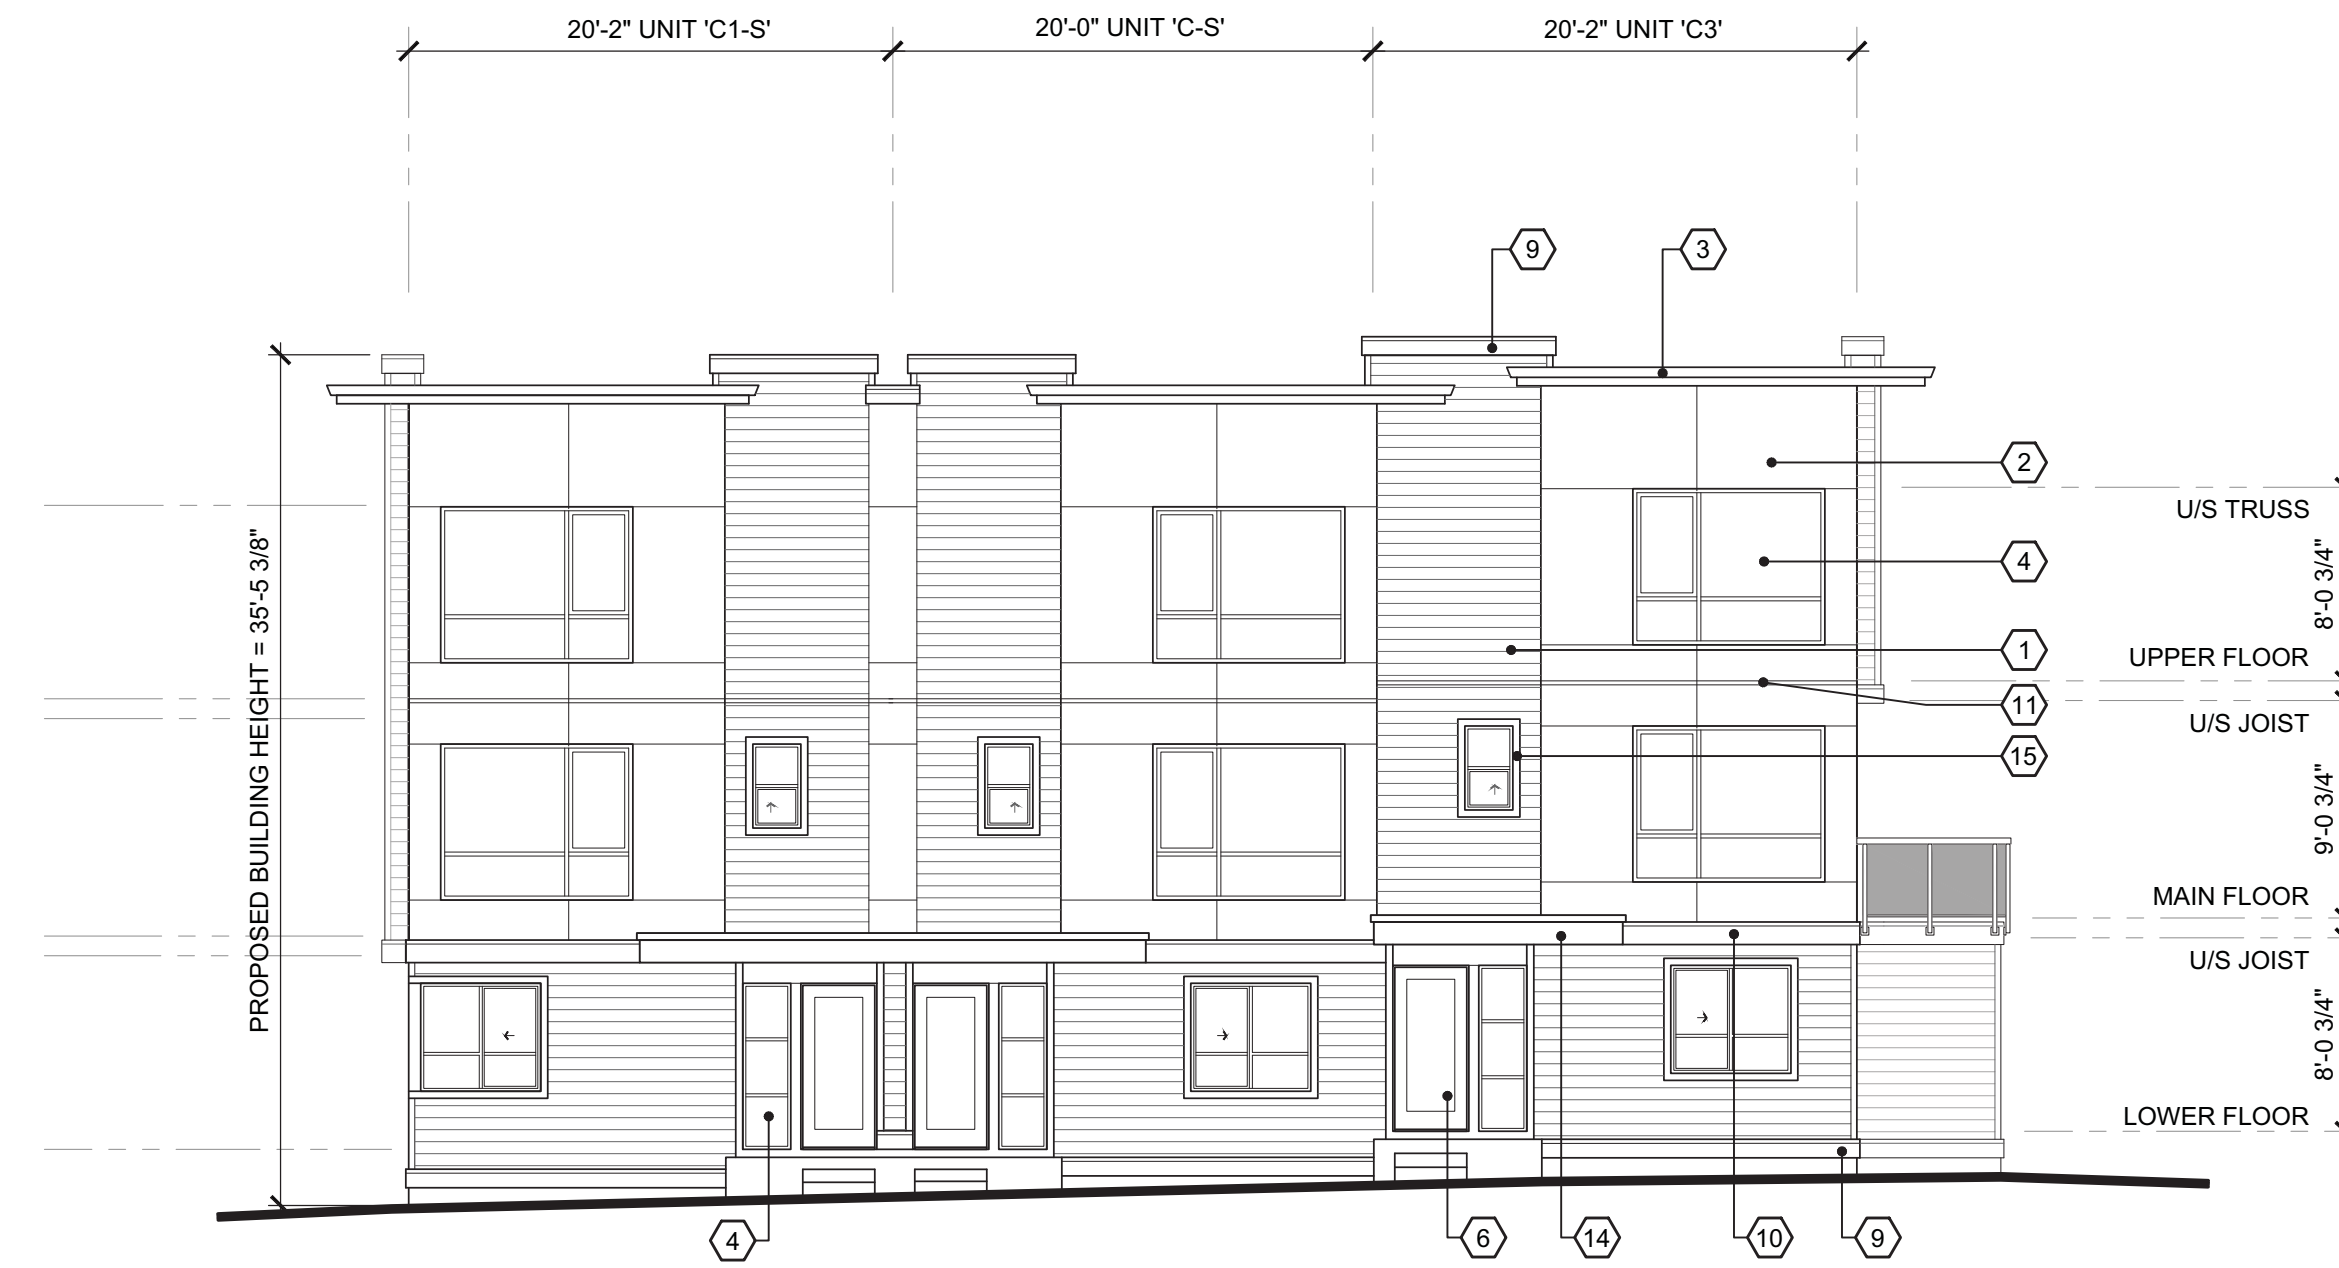 20'-2" UNIT 'C1-S'
20'-0" UNIT 'C-S'
20'-2" UNIT 'C3'
9
3
2
U/S TRUSS
4
8'-0 3/4"
PROPOSED BUILDING HEIGHT = 35'-5 3/8"
1
UPPER FLOOR
11
U/S JOIST
15
9'-0 3/4"
MAIN FLOOR
U/S JOIST
8'-0 3/4"
LOWER FLOOR
4
6
14
10
9